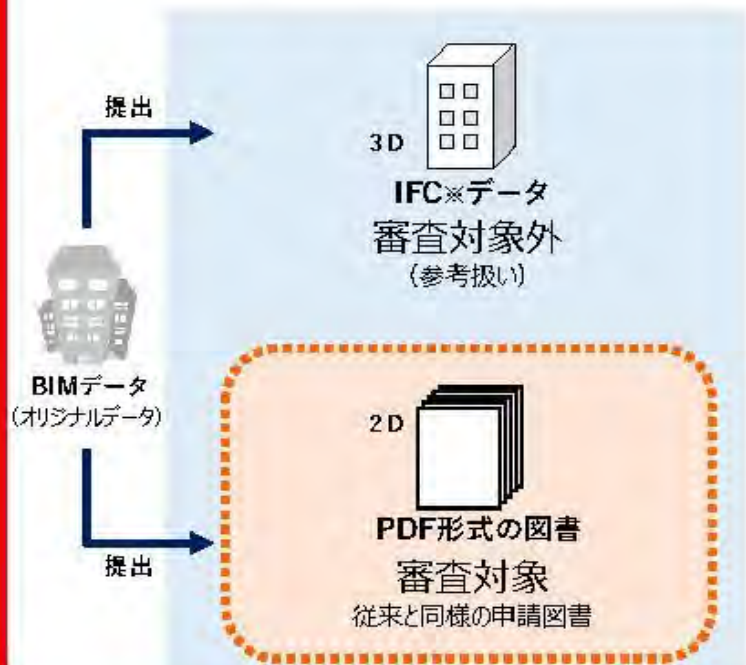 提出
3D
IFC※データ
審査対象外
(参考扱い)
BIMデータ
(オリジナルデータ)
2D
PDF形式の図書
審査対象
従来と同様の申請図書
提出